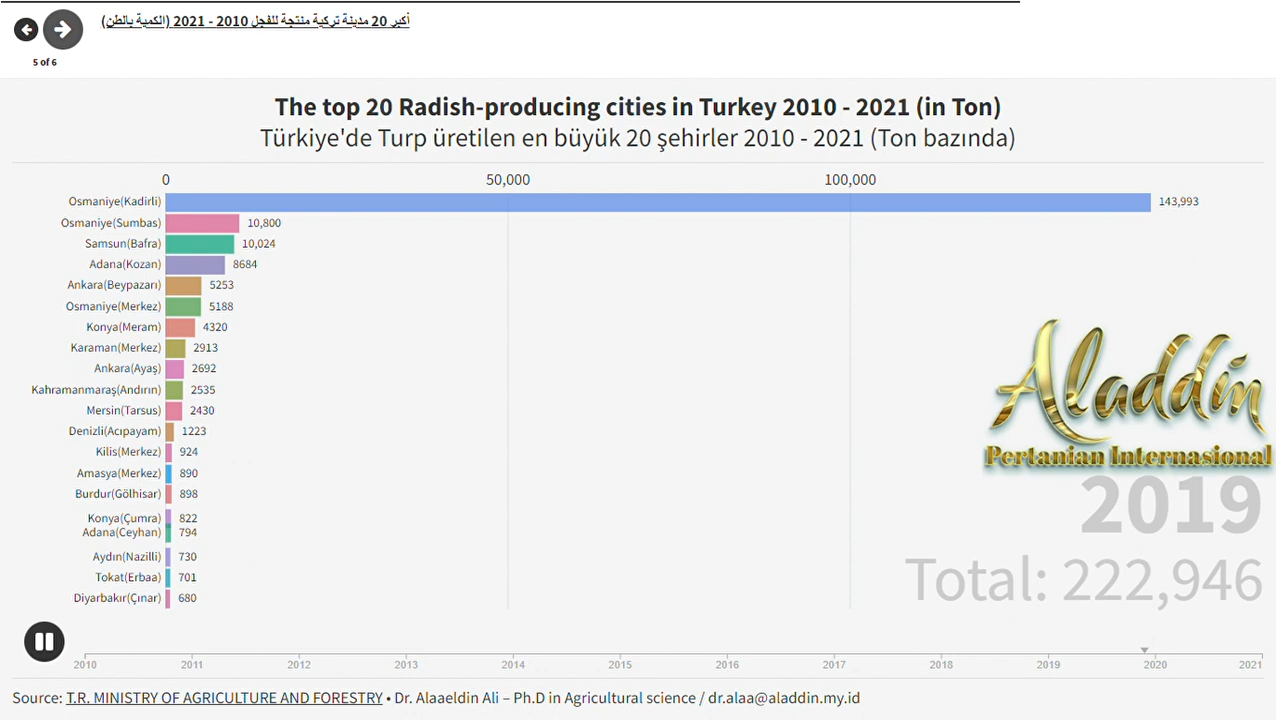 أكبر 20 مدينة تركية منتجة للفجل 2010 - 2021 (الكمية بالطن)
5 of 6
The top 20 Radish-producing cities in Turkey 2010 - 2021 (in Ton)
Türkiye'de Turp üretilen en büyük 20 şehirler 2010 - 2021 (Ton bazında)
0 50,000 100,000
Osmaniye(Kadirli) 143,993
Osmaniye(Sumbas) 10,800
Samsun(Bafra) 10,024
Adana(Kozan) 8684
Ankara(Beypazarı) 5253
Osmaniye(Merkez) 5188
Konya(Meram) 4320
Karaman(Merkez) 2913
Ankara(Ayaş) 2692
Kahramanmaraş(Andırın) 2535
Mersin(Tarsus) 2430
Denizli(Acıpayam) 1223
Kilis(Merkez) 924
Amasya(Merkez) 890
Burdur(Gölhisar) 898
Konya(Çumra) 822
Adana(Ceyhan) 794
Aydın(Nazilli) 730
Tokat(Erbaa) 701
Diyarbakır(Çınar) 680
Aladdin
Pertanian Internasional
2019
Total: 222,946
2010 2011 2012 2013 2014 2015 2016 2017 2018 2019 2020 2021
Source: T.R. MINISTRY OF AGRICULTURE AND FORESTRY • Dr. Alaaeldin Ali – Ph.D in Agricultural science / dr.alaa@aladdin.my.id